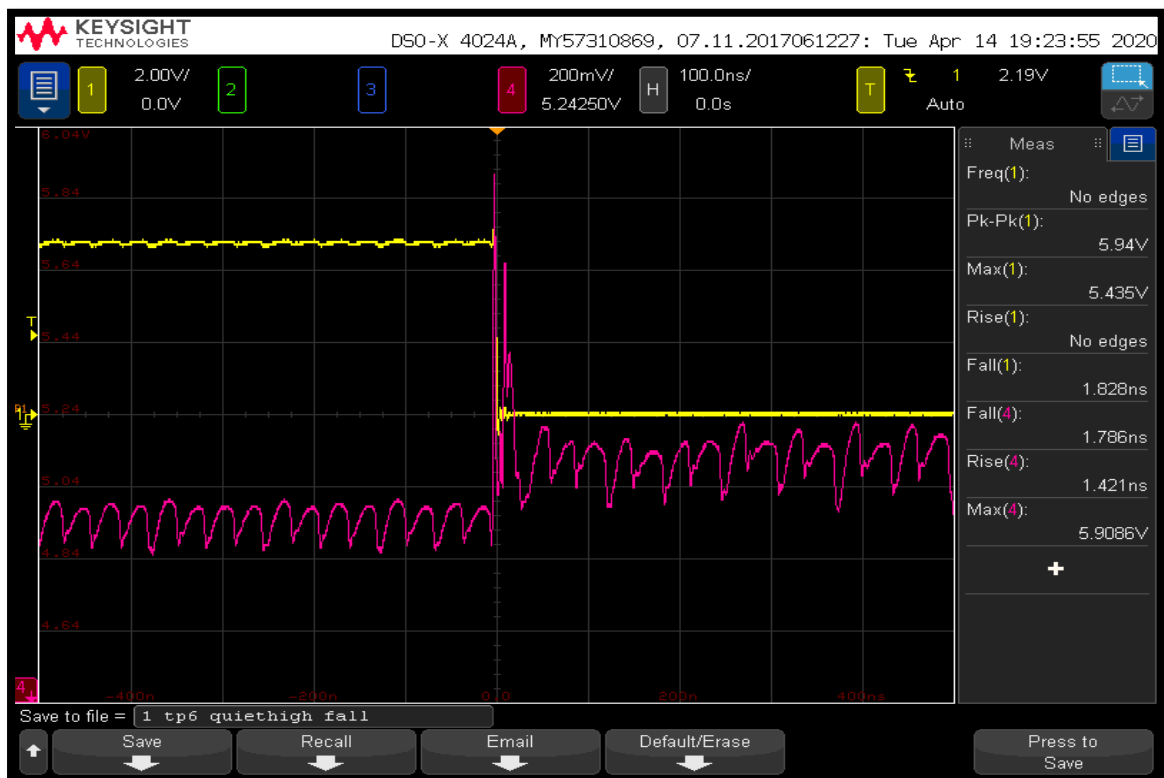 KEYSIGHT
TECHNOLOGIES
DSO-X 4024A, MY57310869, 07.11.2017061227: Tue Apr 14 19:23:55 2020
1
2.00V/
0.0V
2
3
4
200mV/
5.24250V
H
100.0ns/
0.0s
T
1
2.19V
Auto
6.04V
5.84
5.64
5.44
5.24
5.04
4.84
4.64
T
4
-400n
-200n
0.0
200n
400ns
Meas
Freq(1):
No edges
Pk-Pk(1):
5.94V
Max(1):
5.435V
Rise(1):
No edges
Fall(1):
1.828ns
Fall(4):
1.786ns
Rise(4):
1.421ns
Max(4):
5.9086V
Save to file = 1 tp6 quiethigh fall
Save
Recall
Email
Default/Erase
Press to
Save